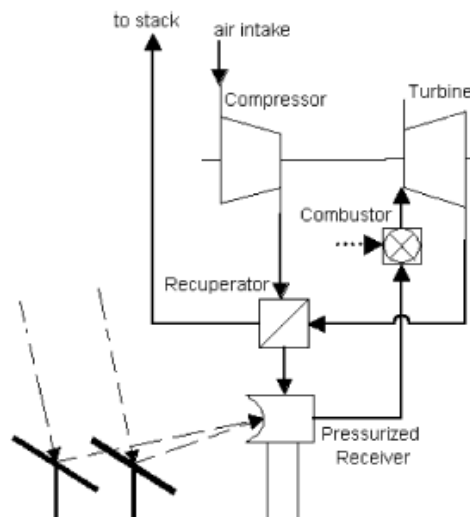 to stack
air intake
Compressor
Turbine
Combustor
Recuperator
Pressurized
Receiver